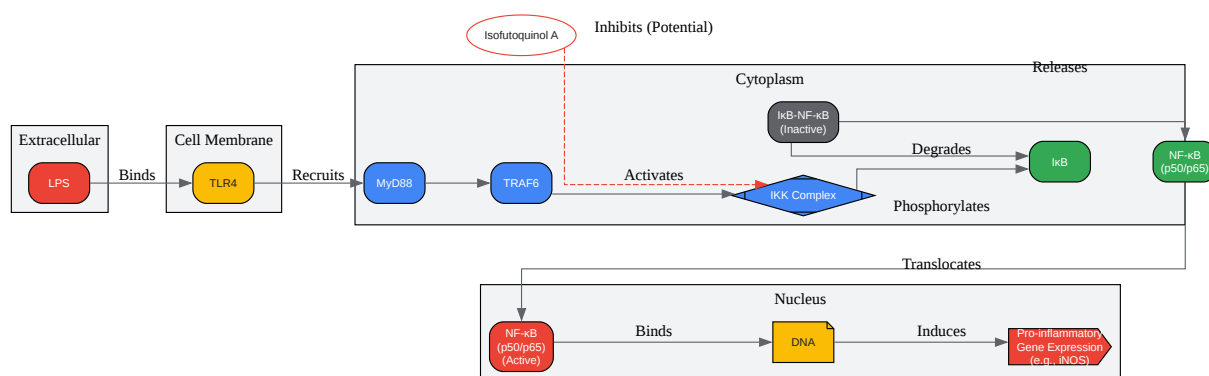 Isofutoquinol A
Inhibits (Potential)
Releases
Cytoplasm
IκB-NF-κB
(Inactive)
Extracellular
Cell Membrane
Degrades
IκB
NF-κB
(p50/p65)
LPS
Binds
TLR4
Recruits
MyD88
TRAF6
Activates
IKK Complex
Phosphorylates
Translocates
Nucleus
NF-κB
(p50/p65)
(Active)
Binds
DNA
Induces
Pro-inflammatory
Gene Expression
(e.g., iNOS)